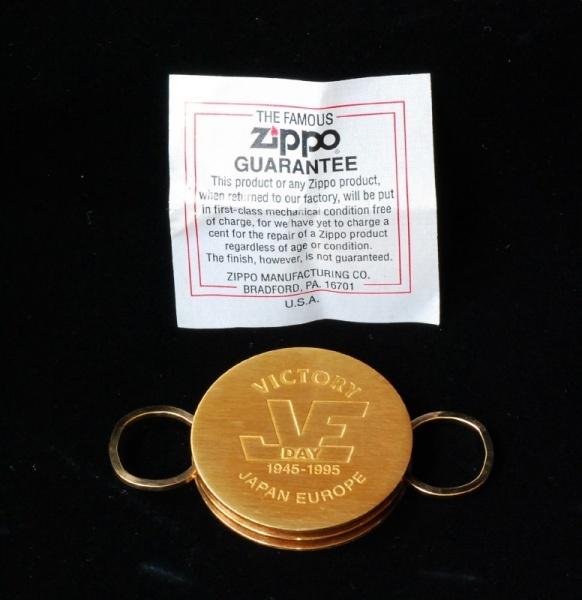 THE FAMOUS
Zippo®
GUARANTEE
This product or any Zippo product,
when returned to our factory, will be put
in first-class mechanical condition free
of charge, for we have yet to charge a
cent for the repair of a Zippo product
regardless of age or condition.
The finish, however, is not guaranteed.
ZIPPO MANUFACTURING CO.
BRADFORD, PA. 16701
U.S.A.
VICTORY
JVE
DAY
1945-1995
JAPAN EUROPE